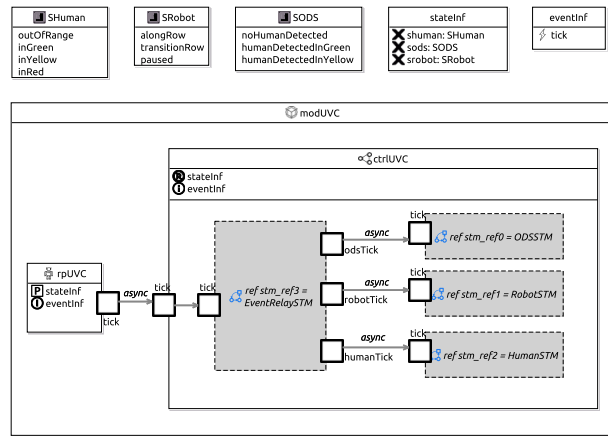 SHuman
outOfRange
inGreen
inYellow
inRed
SRobot
alongRow
transitionRow
paused
SODS
noHumanDetected
humanDetectedInGreen
humanDetectedInYellow
stateInf
shuman: SHuman
sods: SODS
srobot: SRobot
eventInf
tick
modUVC
ctrlUVC
R stateInf
I eventInf
rpUVC
P stateInf
I eventInf
tick
async
tick
tick
ref stm_ref3 =
EventRelaySTM
odsTick
async
tick
ref stm_ref0 = ODSSTM
robotTick
async
tick
ref stm_ref1 = RobotSTM
humanTick
async
tick
ref stm_ref2 = HumanSTM